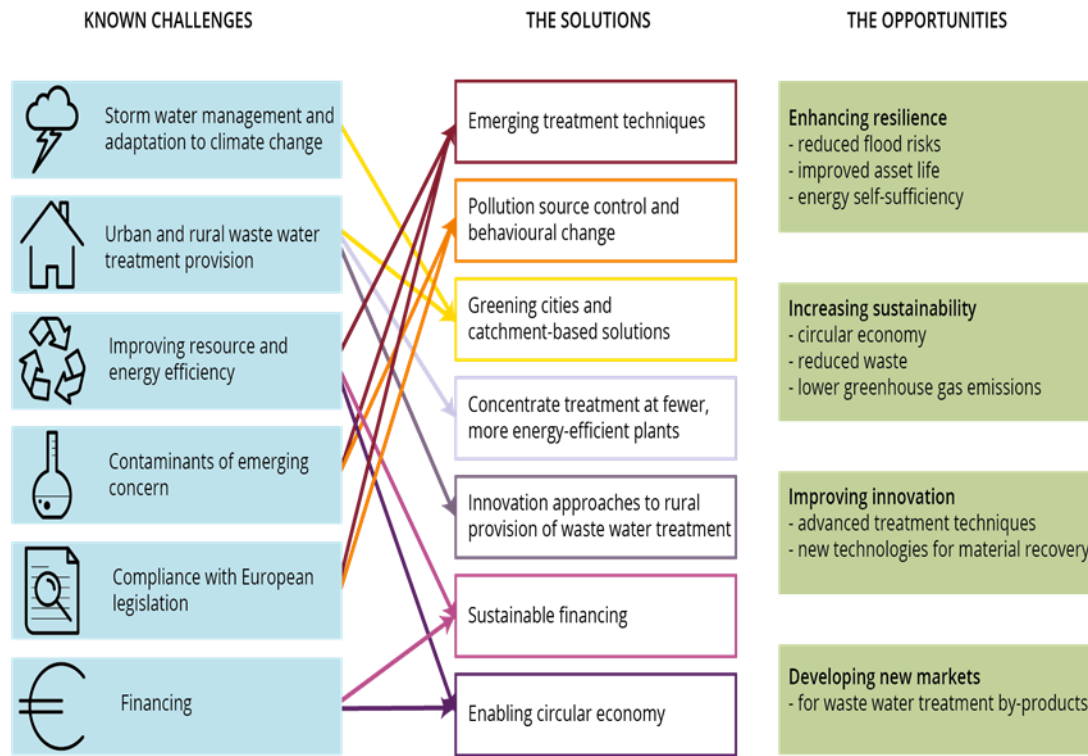 KNOWN CHALLENGES
THE SOLUTIONS
THE OPPORTUNITIES
Storm water management and
adaptation to climate change
Urban and rural waste water
treatment provision
Improving resource and
energy efficiency
Contaminants of emerging
concern
Compliance with European
legislation
Financing
Emerging treatment techniques
Pollution source control and
behavioural change
Greening cities and
catchment-based solutions
Concentrate treatment at fewer,
more energy-efficient plants
Innovation approaches to rural
provision of waste water treatment
Sustainable financing
Enabling circular economy
Enhancing resilience
- reduced flood risks
- improved asset life
- energy self-sufficiency
Increasing sustainability
- circular economy
- reduced waste
- lower greenhouse gas emissions
Improving innovation
- advanced treatment techniques
- new technologies for material recovery
Developing new markets
- for waste water treatment by-products